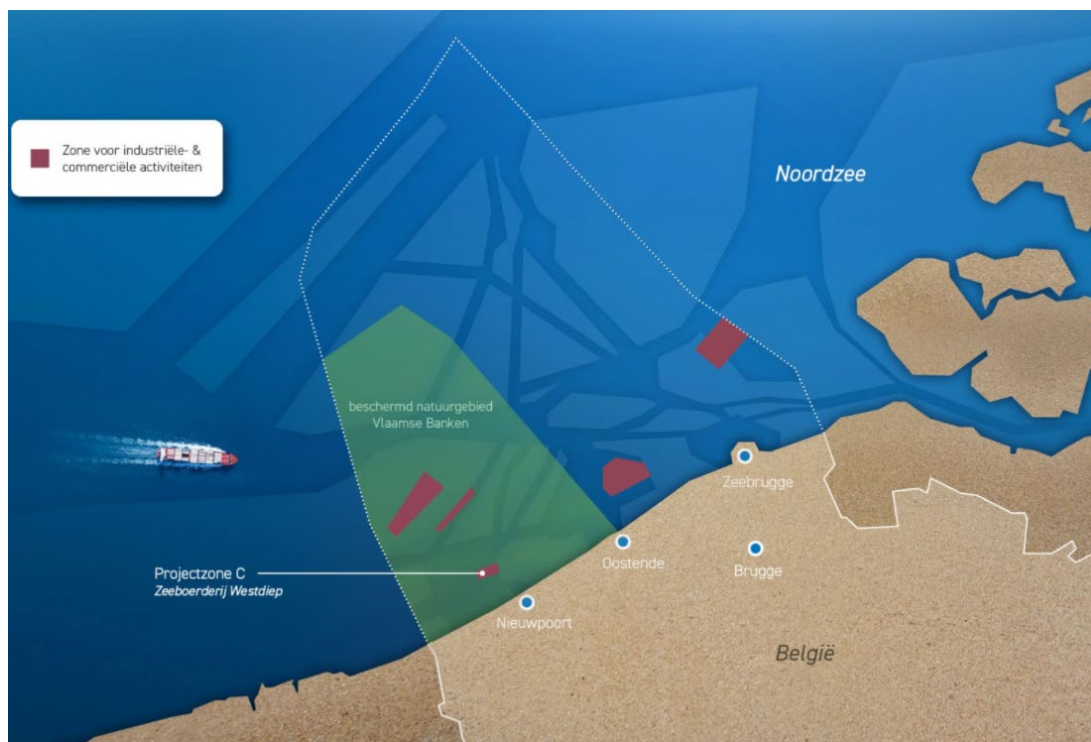 Zone voor industriële- &
commerciële activiteiten
Noordzee
beschermd natuurgebied
Vlaamse Banken
Zeebrugge
Projectzone C
Zeeboerderij Westdiep
Oostende
Brugge
Nieuwpoort
België